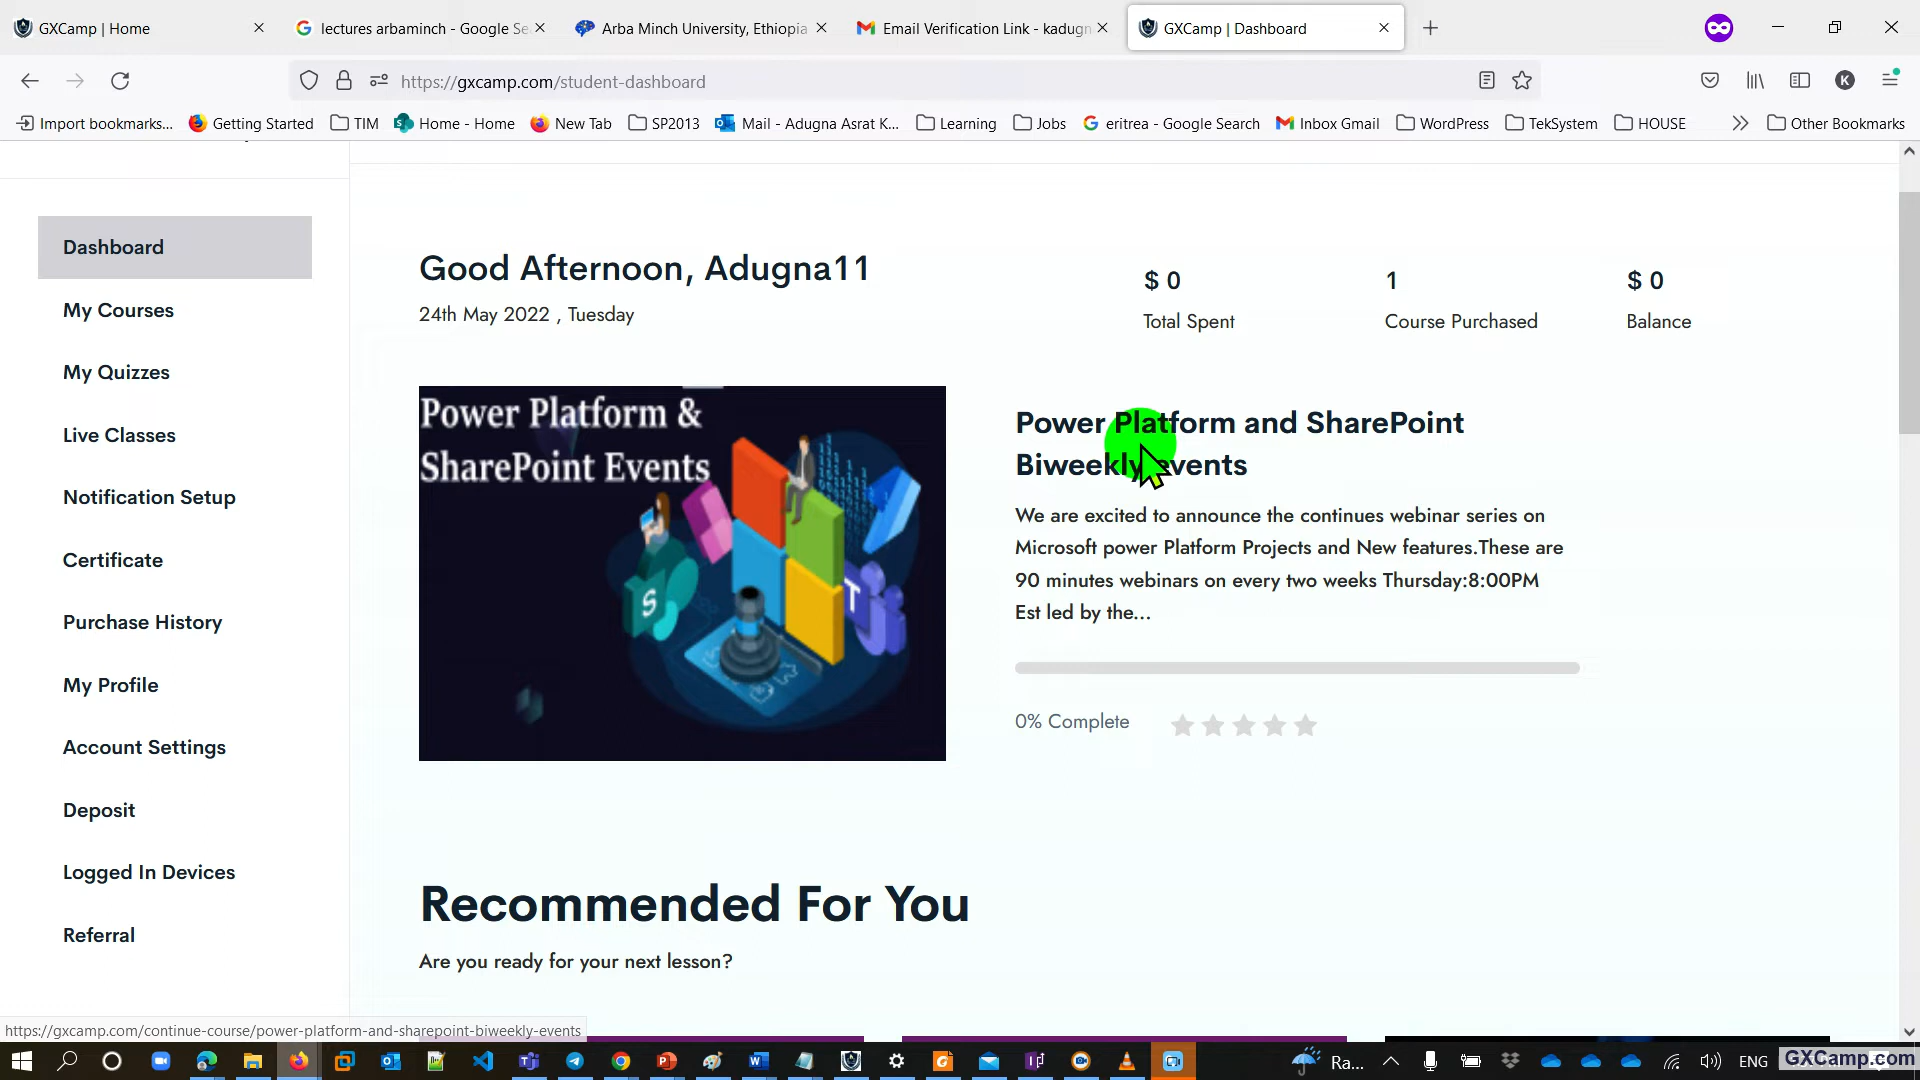 GXCamp | Home
lectures arbaminch - Google Se
Arba Minch University, Ethiopia
Email Verification Link - kadugn
GXCamp | Dashboard
https://gxcamp.com/student-dashboard
K
Import bookmarks...
Getting Started
TIM
Home - Home
New Tab
SP2013
Mail - Adugna Asrat K...
Learning
Jobs
eritrea - Google Search
Inbox Gmail
WordPress
TekSystem
HOUSE
Other Bookmarks
Dashboard
My Courses
My Quizzes
Live Classes
Notification Setup
Certificate
Purchase History
My Profile
Account Settings
Deposit
Logged In Devices
Referral
Good Afternoon, Adugna11
24th May 2022 , Tuesday
$ 0
Total Spent
1
Course Purchased
$ 0
Balance
Power Platform &
SharePoint Events
S
T
Power Platform and SharePoint
Biweekly events
We are excited to announce the continues webinar series on
Microsoft power Platform Projects and New features.These are
90 minutes webinars on every two weeks Thursday:8:00PM
Est led by the...
0% Complete
Recommended For You
Are you ready for your next lesson?
https://gxcamp.com/continue-course/power-platform-and-sharepoint-biweekly-events
Ra...
ENG
GXCamp.com